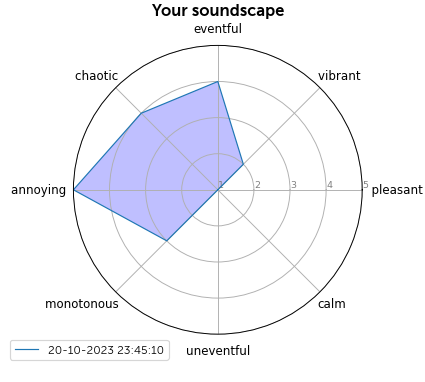 Your soundscape
eventful
chaotic
vibrant
annoying
1 2 3 4 5
pleasant
monotonous
calm
20-10-2023 23:45:10
uneventful